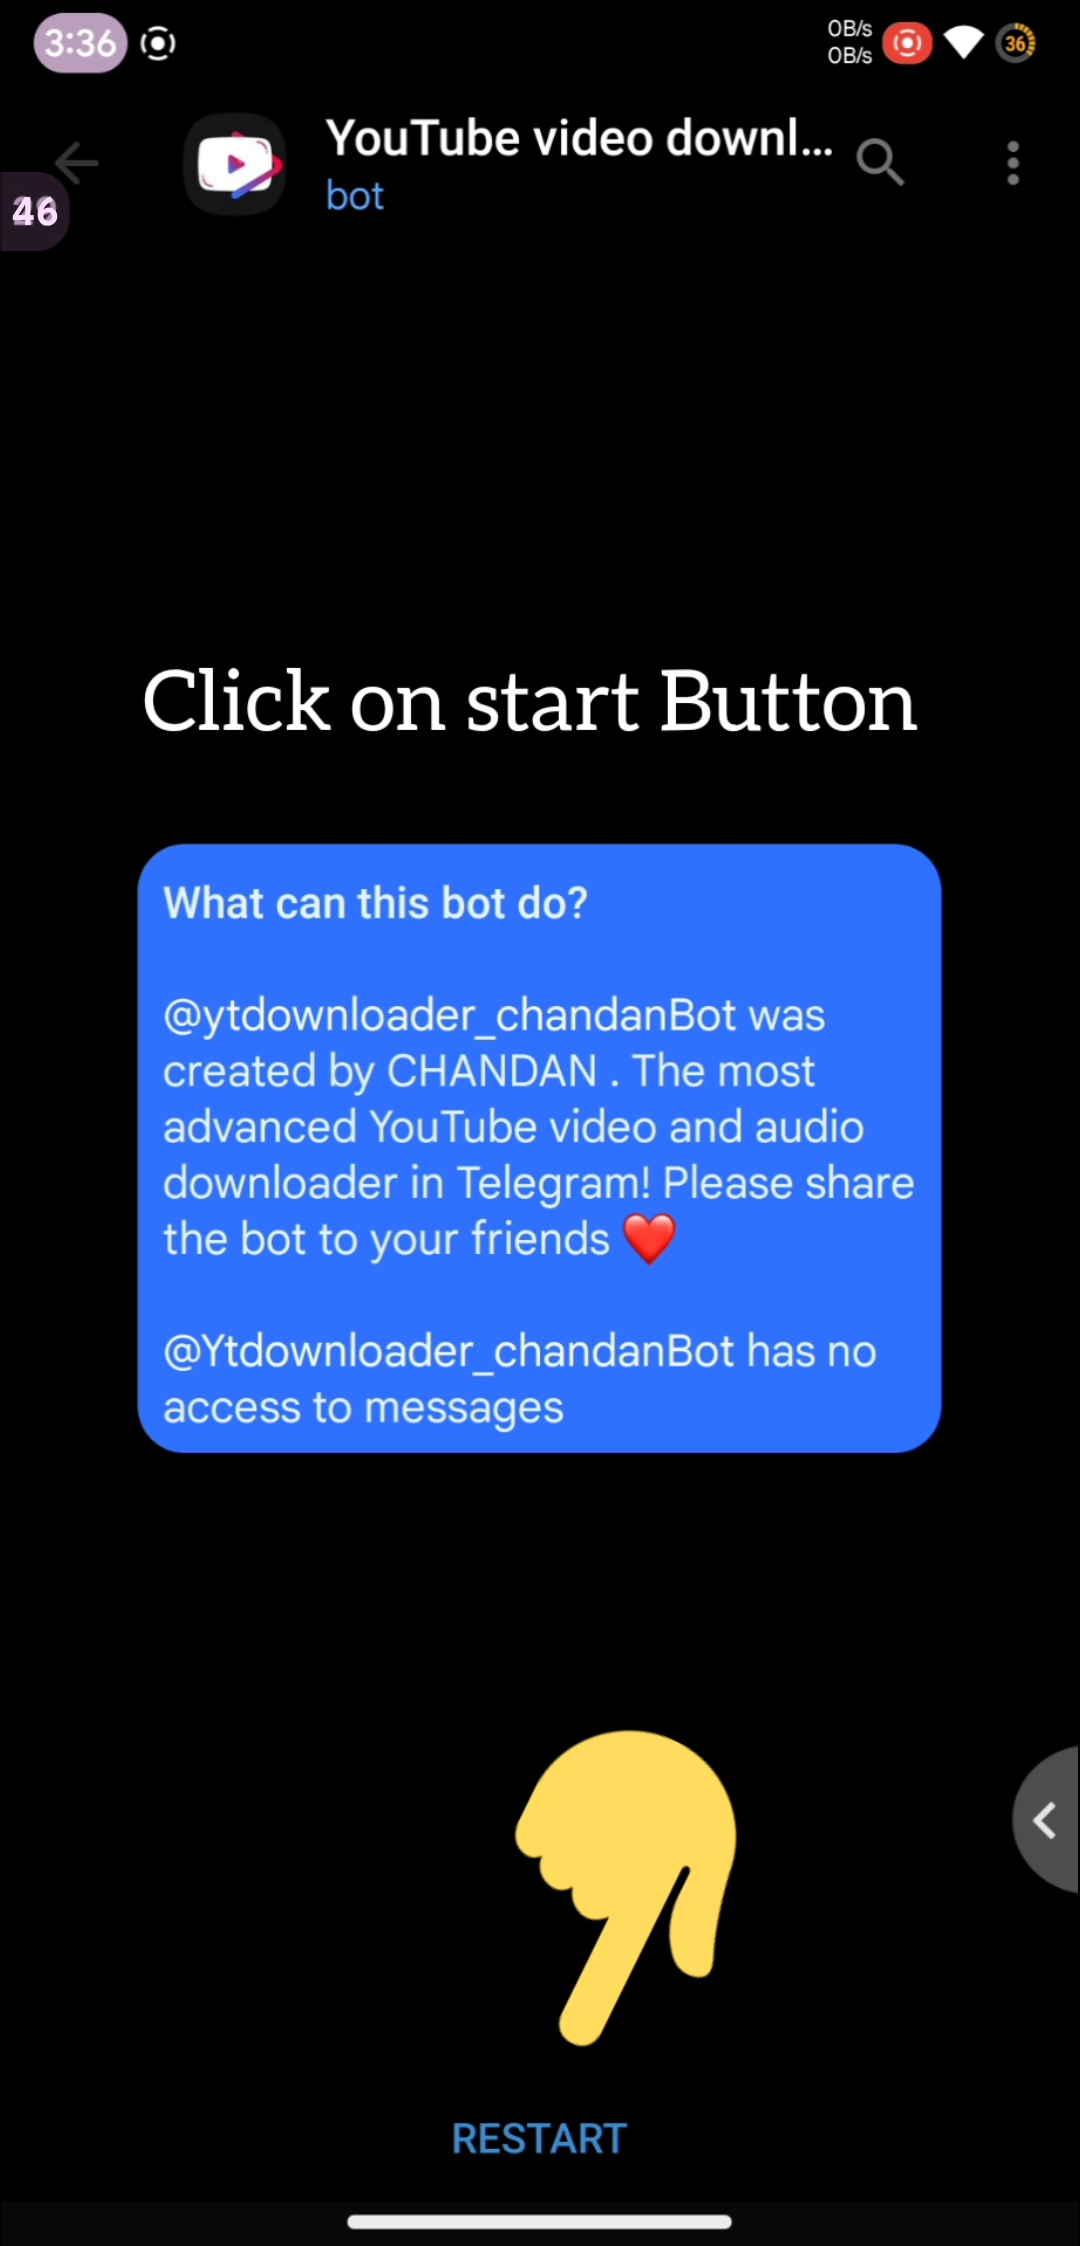 3:36
0B/s
0B/s
36
YouTube video downl...
bot
46
Click on start Button
What can this bot do?
@ytdownloader_chandanBot was
created by CHANDAN . The most
advanced YouTube video and audio
downloader in Telegram! Please share
the bot to your friends ❤️
@Ytdownloader_chandanBot has no
access to messages
RESTART